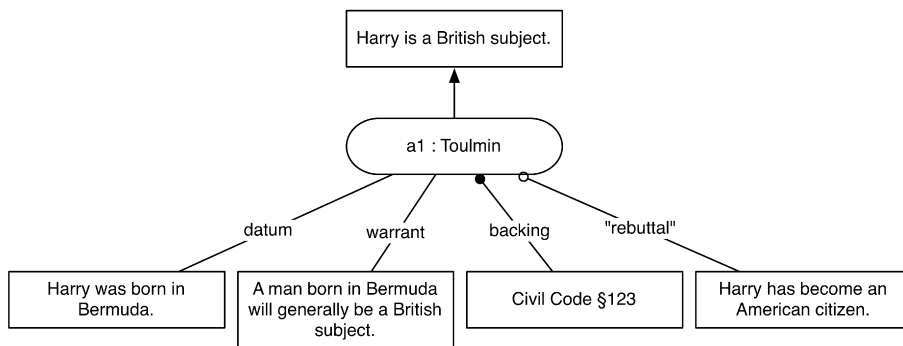 Harry is a British subject.
a1 : Toulmin
datum
warrant
backing
"rebuttal"
Harry was born in
Bermuda.
A man born in Bermuda
will generally be a British
subject.
Civil Code §123
Harry has become an
American citizen.